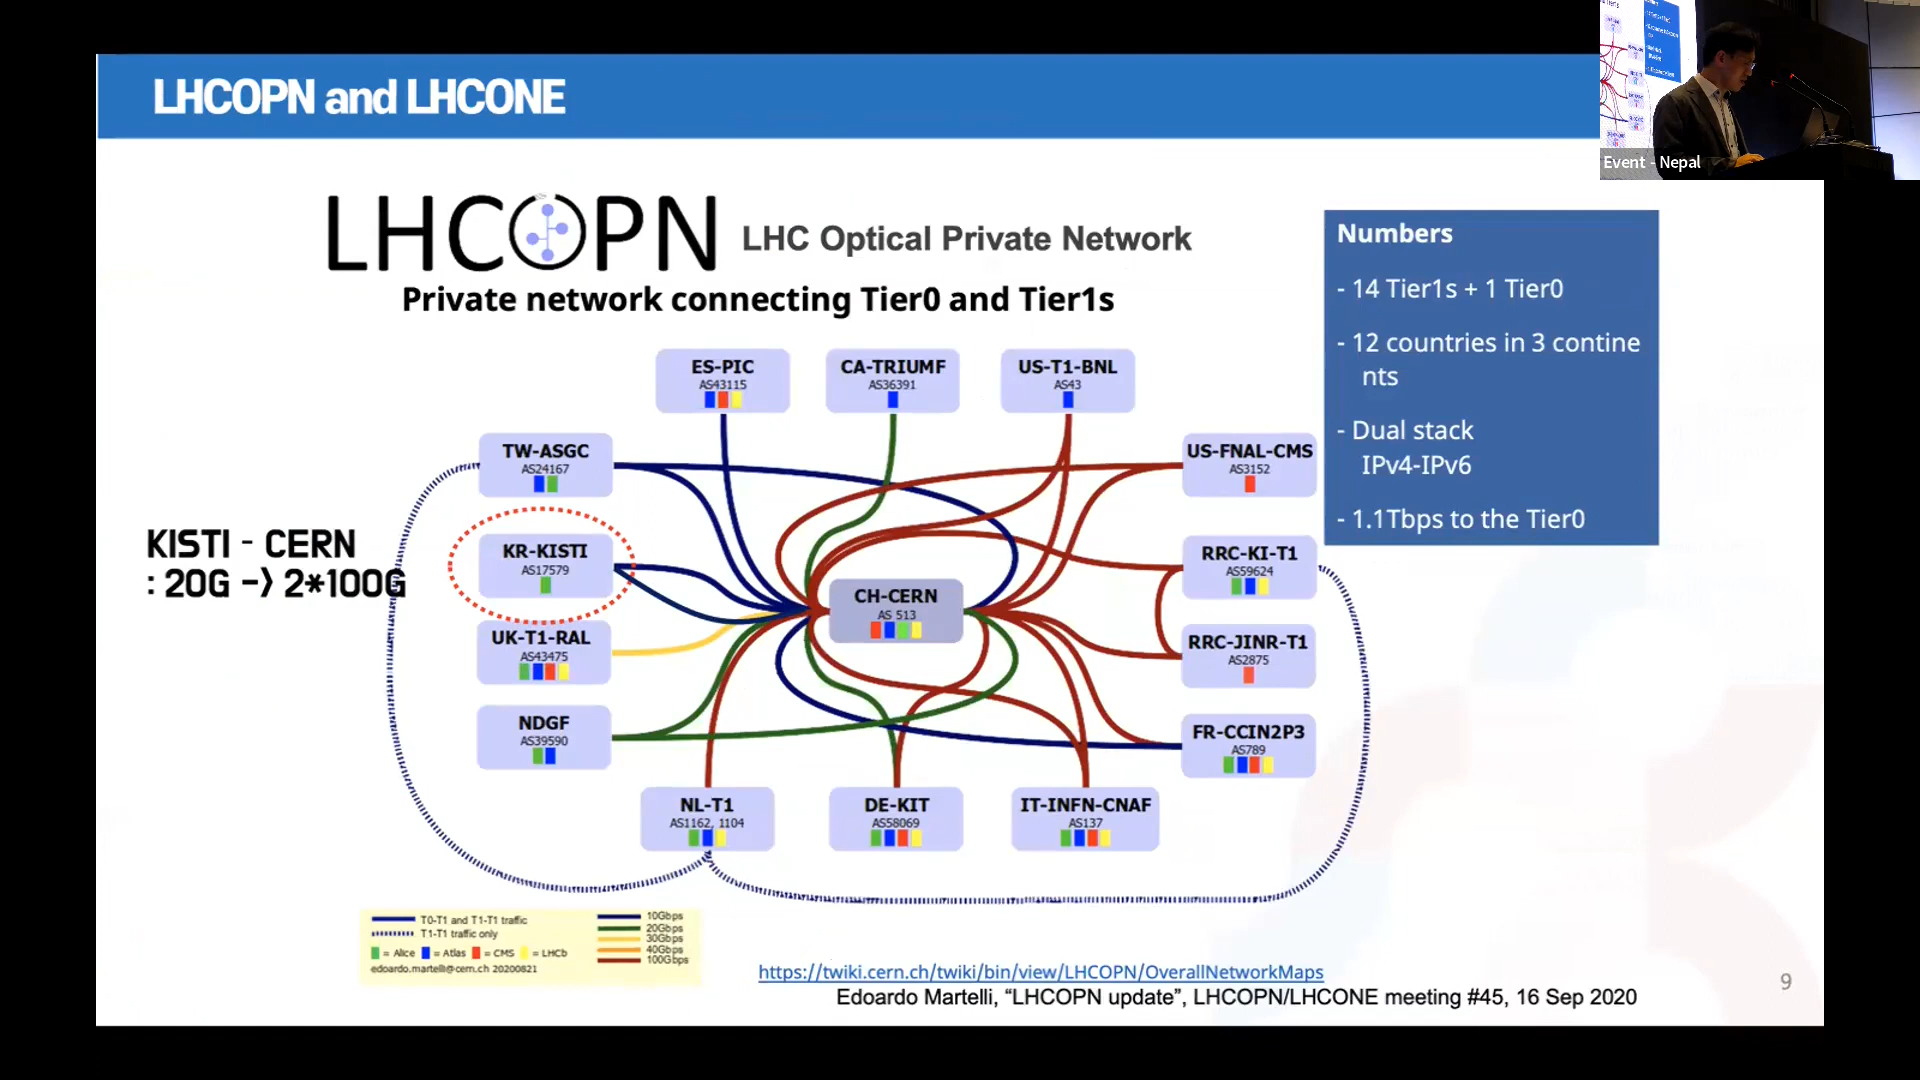 LHCOPN and LHCONE
Event - Nepal
LHCOPN LHC Optical Private Network
Private network connecting Tier0 and Tier1s
Numbers
- 14 Tier1s + 1 Tier0
- 12 countries in 3 contine
nts
- Dual stack
IPv4-IPv6
- 1.1Tbps to the Tier0
KISTI - CERN
: 20G -> 2*100G
ES-PIC
AS43115
CA-TRIUMF
AS36391
US-T1-BNL
AS43
TW-ASGC
AS24167
US-FNAL-CMS
AS3152
KR-KISTI
AS17579
RRC-KI-T1
AS59624
CH-CERN
AS 513
UK-T1-RAL
AS43475
RRC-JINR-T1
AS2875
NDGF
AS39590
FR-CCIN2P3
AS789
NL-T1
AS1162, 1104
DE-KIT
AS58069
IT-INFN-CNAF
AS137
T0-T1 and T1-T1 traffic
T1-T1 traffic only
= Alice = Atlas = CMS = LHCb
edoardo.martelli@cern.ch 20200821
10Gbps
20Gbps
30Gbps
40Gbps
100Gbps
https://twiki.cern.ch/twiki/bin/view/LHCOPN/OverallNetworkMaps
Edoardo Martelli, “LHCOPN update”, LHCOPN/LHCONE meeting #45, 16 Sep 2020
9